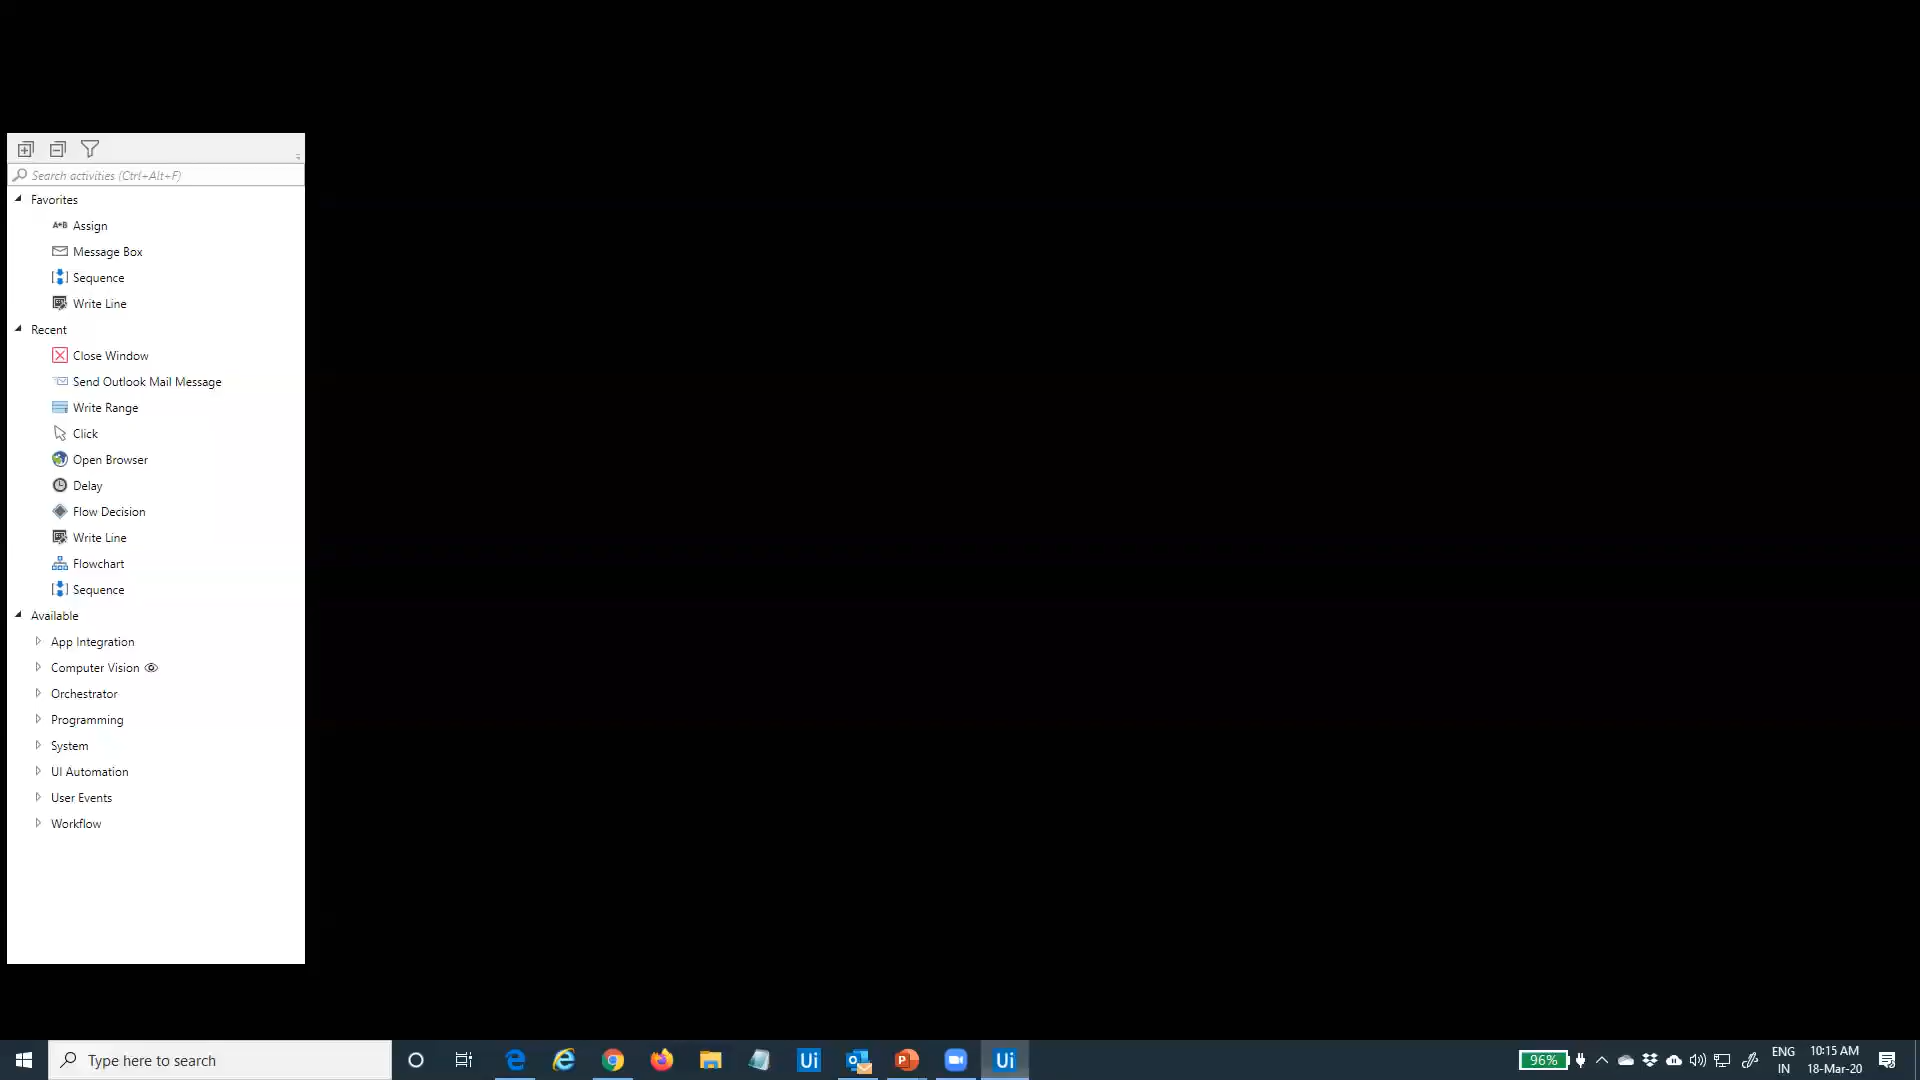 Search activities (Ctrl+Alt+F)
Favorites
A+B Assign
Message Box
Sequence
Write Line
Recent
Close Window
Send Outlook Mail Message
Write Range
Click
Open Browser
Delay
Flow Decision
Write Line
Flowchart
Sequence
Available
App Integration
Computer Vision
Orchestrator
Programming
System
UI Automation
User Events
Workflow
Type here to search
Ui
Ui
96%
ENG
IN
10:15 AM
18-Mar-20